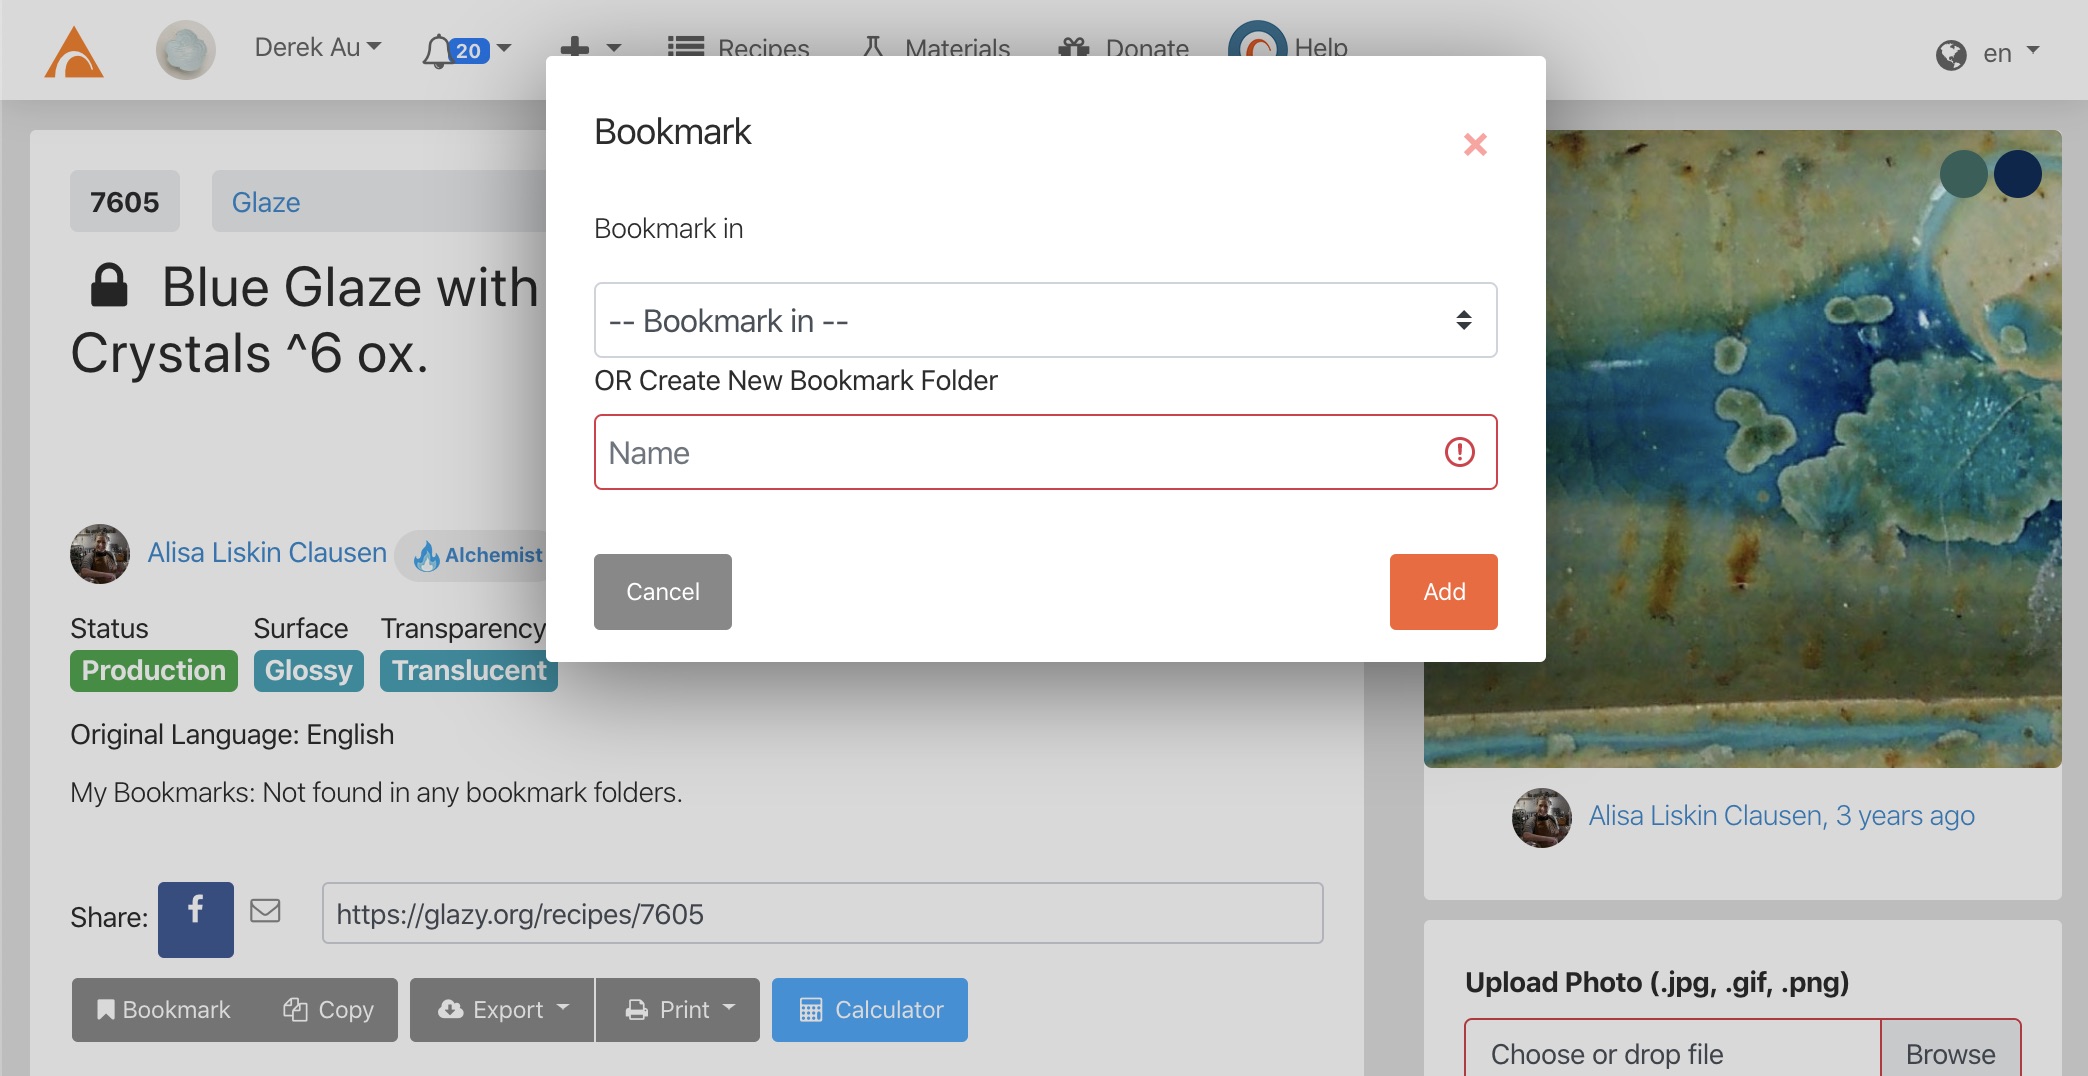 Derek Au
20
Recipes
Materials
Donate
Help
en
Bookmark
Bookmark in
-- Bookmark in --
OR Create New Bookmark Folder
Name
Cancel
Add
7605
Glaze
Blue Glaze with
Crystals ^6 ox.
Alisa Liskin Clausen
Alchemist
Status
Surface
Transparency
Production
Glossy
Translucent
Original Language: English
My Bookmarks: Not found in any bookmark folders.
Share:
f
https://glazy.org/recipes/7605
Bookmark
Copy
Export
Print
Calculator
Alisa Liskin Clausen, 3 years ago
Upload Photo (.jpg, .gif, .png)
Choose or drop file
Browse